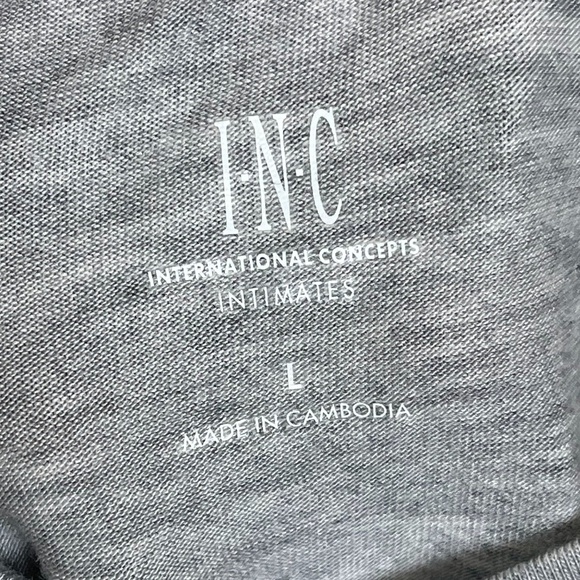 I·N·C
INTERNATIONAL CONCEPTS
INTIMATES
L
MADE IN CAMBODIA